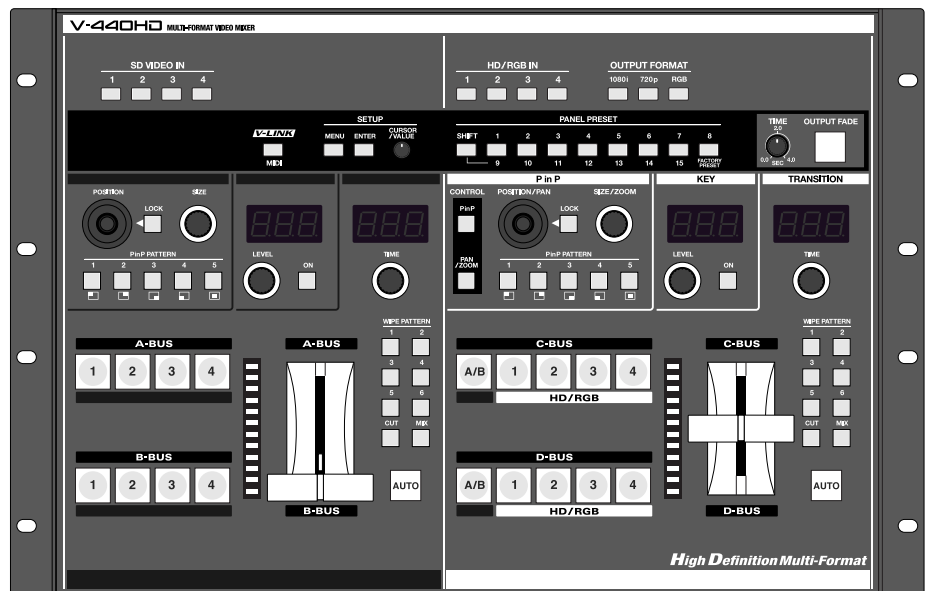 V-440HD MULTI-FORMAT VIDEO MIXER
SD VIDEO IN
1 2 3 4
HD/RGB IN
1 2 3 4
OUTPUT FORMAT
1080i 720p RGB
V-LINK
MIDI
SETUP
MENU ENTER CURSOR /VALUE
PANEL PRESET
SHIFT 1 2 3 4 5 6 7 8
9 10 11 12 13 14 15 FACTORY PRESET
TIME
2.0
0.0 SEC 4.0
OUTPUT FADE
POSITION
LOCK
SIZE
PinP PATTERN
1 2 3 4 5
LEVEL
ON
TIME
P in P
CONTROL
PinP
PAN /ZOOM
POSITION/PAN
LOCK
SIZE/ZOOM
PinP PATTERN
1 2 3 4 5
KEY
LEVEL
ON
TRANSITION
TIME
A-BUS
1 2 3 4
B-BUS
1 2 3 4
A-BUS
B-BUS
WIPE PATTERN
1 2
3 4
5 6
CUT MIX
AUTO
C-BUS
A/B 1 2 3 4
HD/RGB
D-BUS
A/B 1 2 3 4
HD/RGB
C-BUS
D-BUS
WIPE PATTERN
1 2
3 4
5 6
CUT MIX
AUTO
High Definition Multi-Format